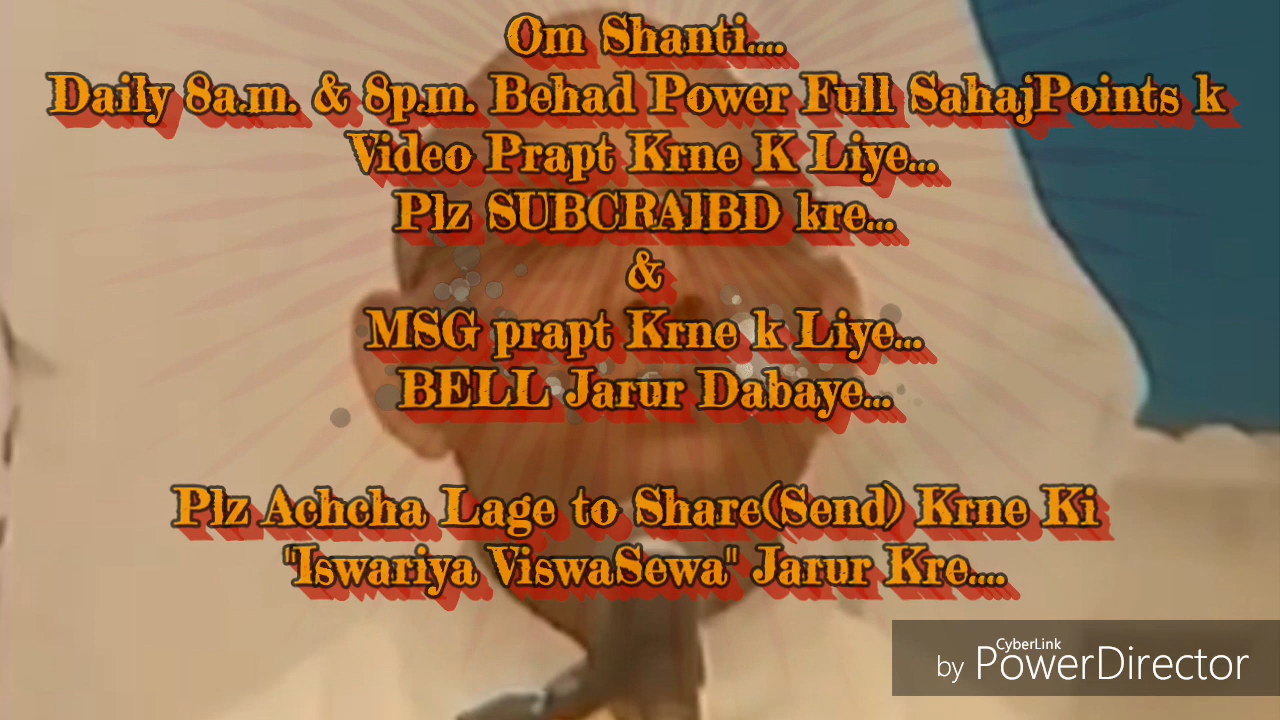 Om Shanti....
Daily 8a.m. & 8p.m. Behad Power Full SahajPoints k
Video Prapt Krne K Liye...
Plz SUBCRAIBD kre...
&
MSG prapt Krne k Liye...
BELL Jarur Dabaye...
Plz Achcha Lage to Share(Send) Krne Ki
"Iswariya ViswaSewa" Jarur Kre....
CyberLink
by PowerDirector